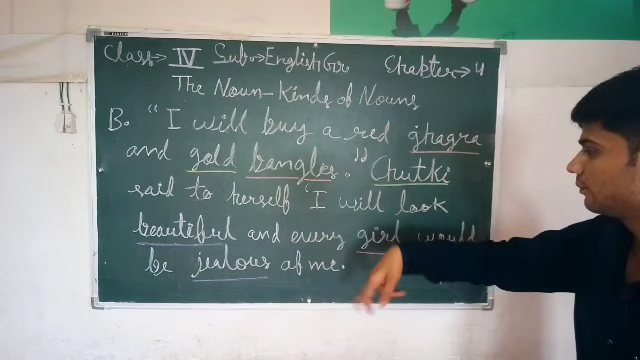 Class→ IV Sub→English Gr Chapter→ 4
The Noun-Kinds of Nouns
B. "I will buy a red ghagra
and gold bangles." Chutki
said to herself "I will look
beautiful and every girl would
be jealous of me.